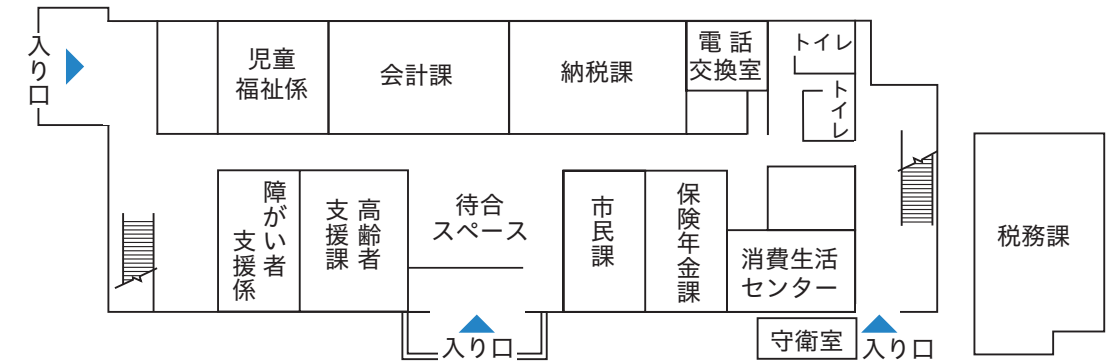 入り口
児童
福祉係
会計課
納税課
電話
交換室
トイレ
トイレ
障がい者
支援係
高齢者
支援課
待合
スペース
市民課
保険年金課
消費生活
センター
税務課
入り口
守衛室
入り口